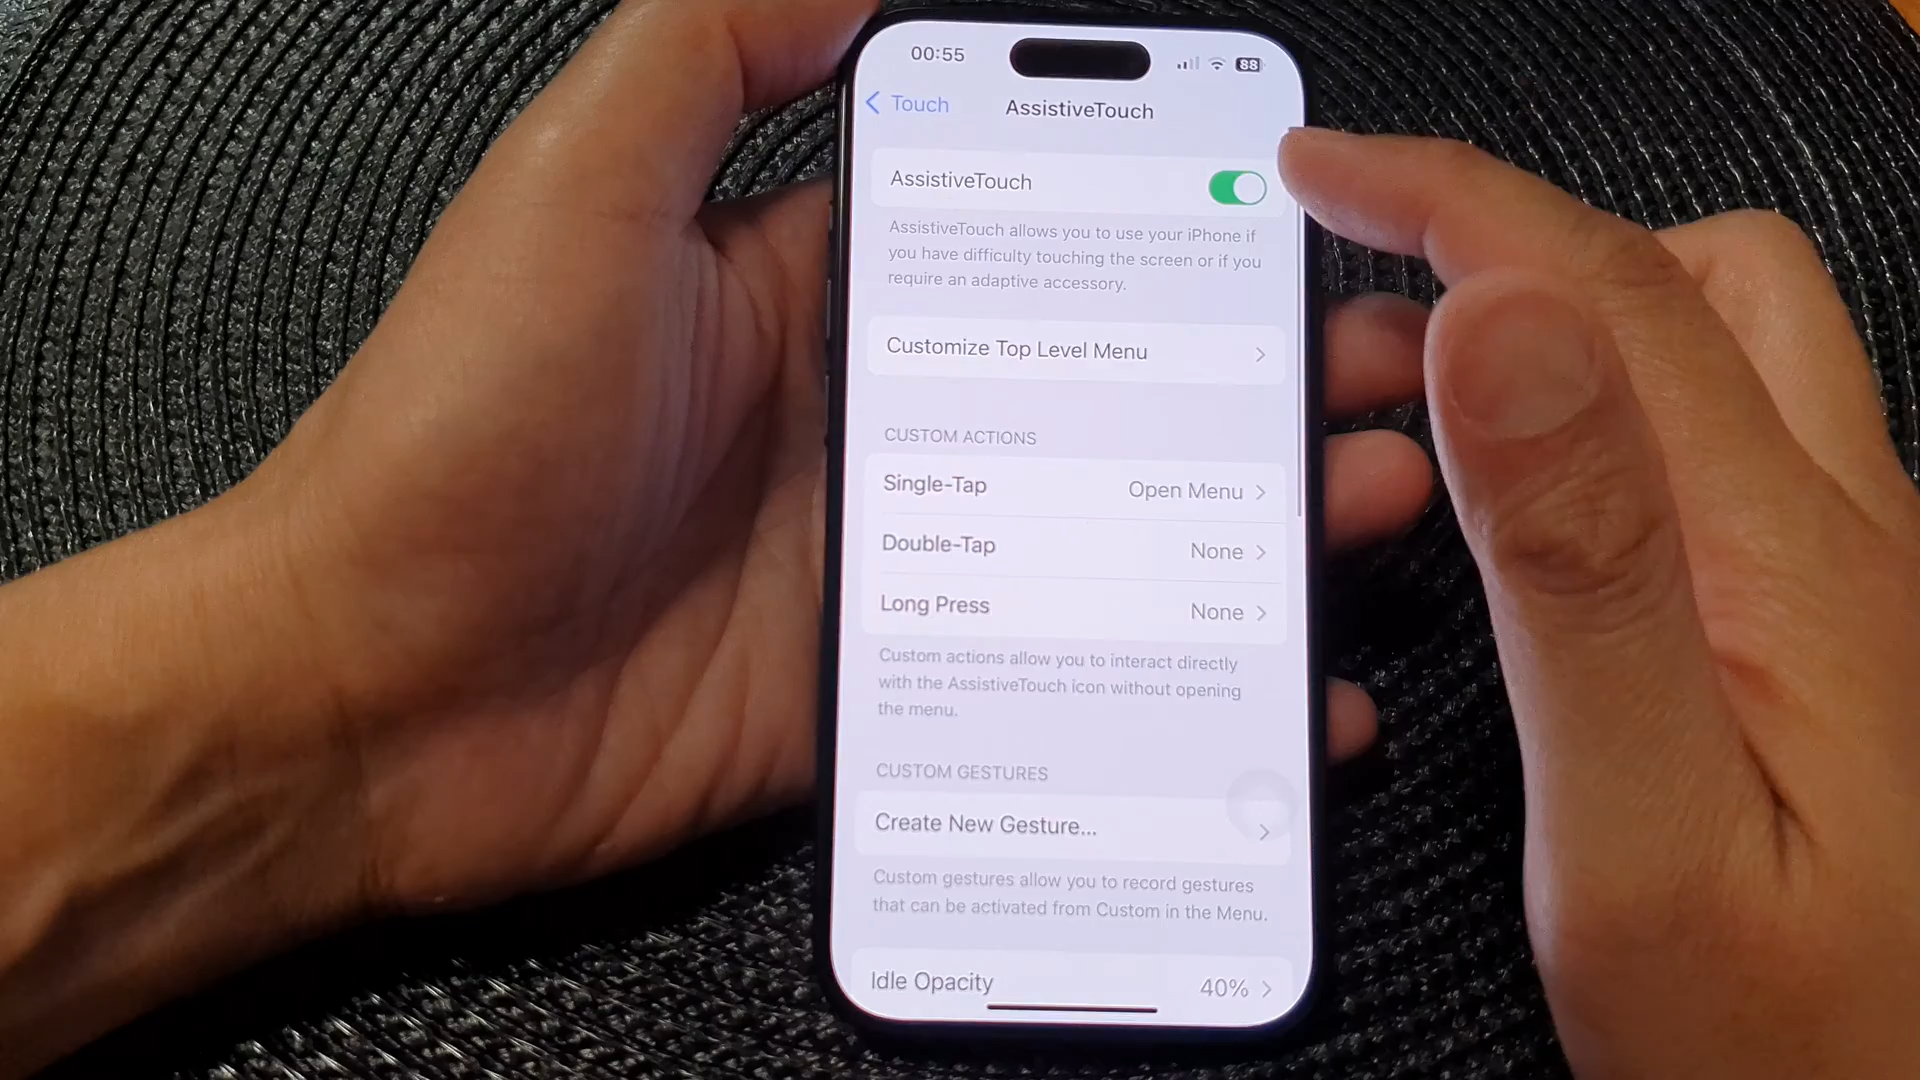 00:55
88
Touch
AssistiveTouch
AssistiveTouch
AssistiveTouch allows you to use your iPhone if
you have difficulty touching the screen or if you
require an adaptive accessory.
Customize Top Level Menu
CUSTOM ACTIONS
Single-Tap Open Menu
Double-Tap None
Long Press None
Custom actions allow you to interact directly
with the AssistiveTouch icon without opening
the menu.
CUSTOM GESTURES
Create New Gesture...
Custom gestures allow you to record gestures
that can be activated from Custom in the Menu.
Idle Opacity 40%